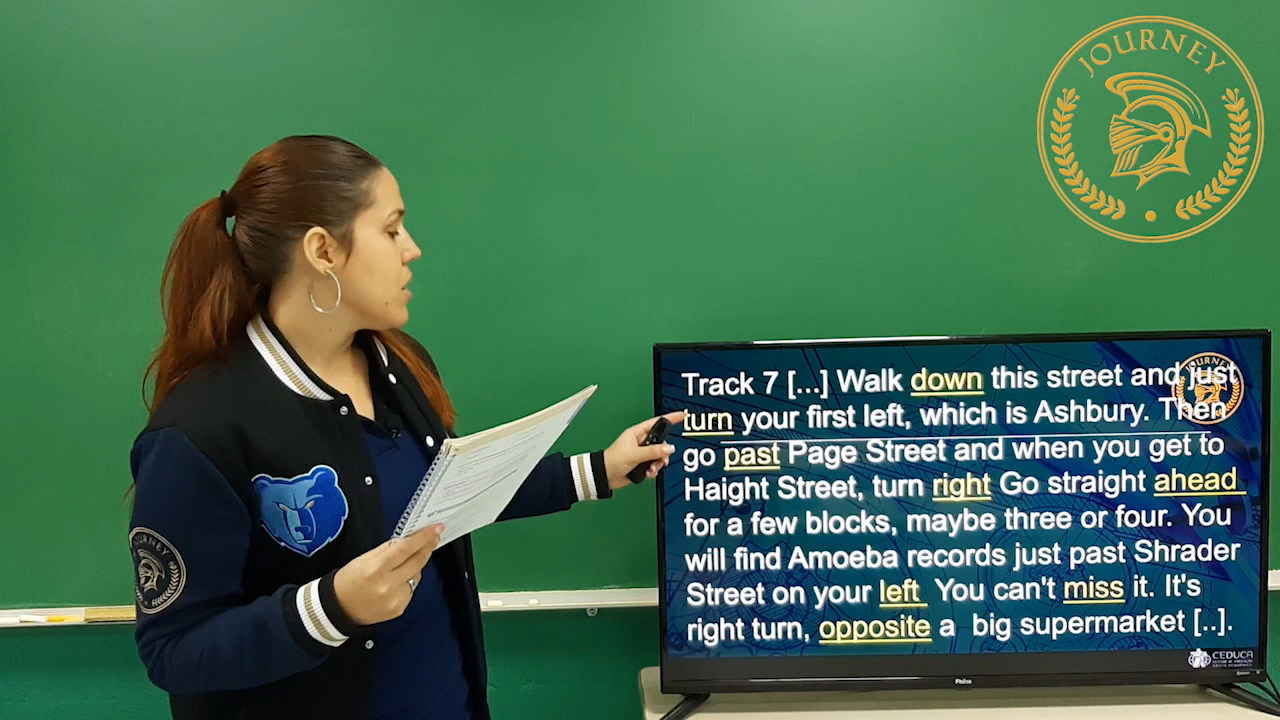 JOURNEY
Track 7 [...] Walk down this street and just
turn your first left, which is Ashbury. Then
go past Page Street and when you get to
Haight Street, turn right Go straight ahead
for a few blocks, maybe three or four. You
will find Amoeba records just past Shrader
Street on your left You can't miss it. It's
right turn, opposite a big supermarket [..].
CEDUCA
Philco
JOURNEY